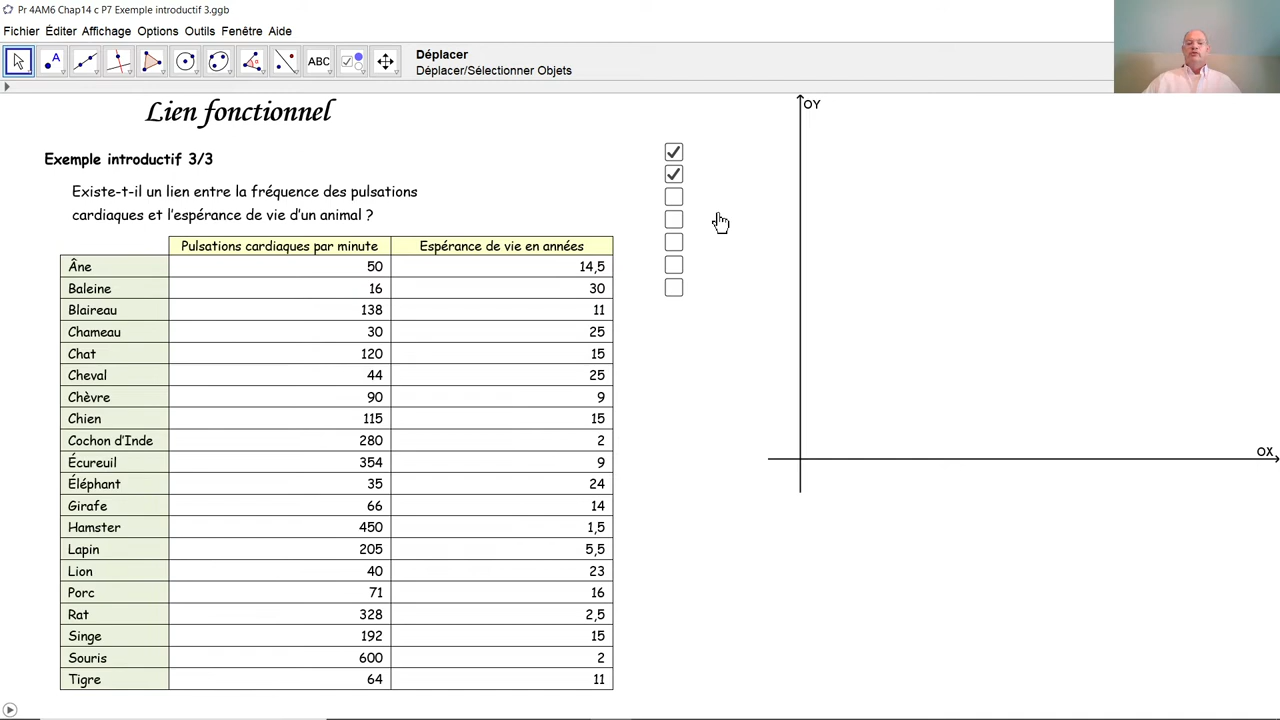 Pr 4AM6 Chap14 c P7 Exemple introductif 3.ggb
Fichier Éditer Affichage Options Outils Fenêtre Aide
A ABC Déplacer
Déplacer/Sélectionner Objets
Lien fonctionnel
Exemple introductif 3/3
Existe-t-il un lien entre la fréquence des pulsations
cardiaques et l'espérance de vie d'un animal ?
Pulsations cardiaques par minute Espérance de vie en années
Âne 50 14,5
Baleine 16 30
Blaireau 138 11
Chameau 30 25
Chat 120 15
Cheval 44 25
Chèvre 90 9
Chien 115 15
Cochon d'Inde 280 2
Écureuil 354 9
Éléphant 35 24
Girafe 66 14
Hamster 450 1,5
Lapin 205 5,5
Lion 40 23
Porc 71 16
Rat 328 2,5
Singe 192 15
Souris 600 2
Tigre 64 11
OY
OX